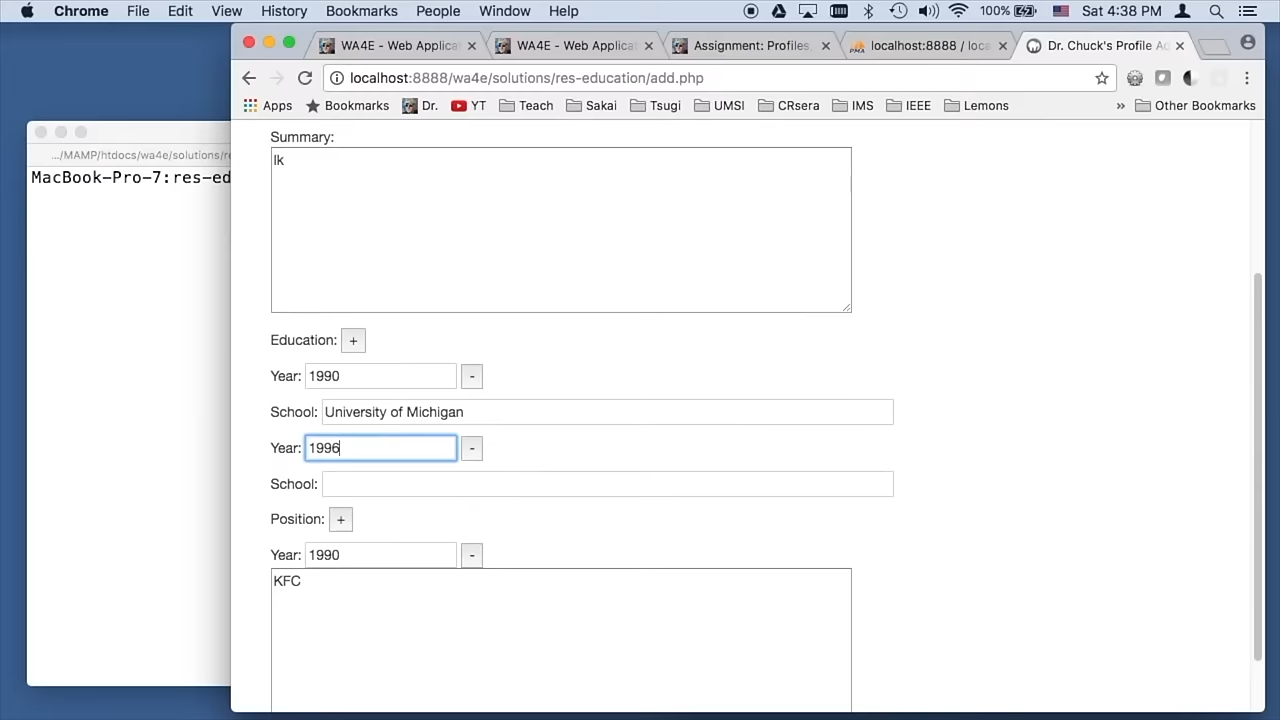 Chrome File Edit View History Bookmarks People Window Help 100% Sat 4:38 PM
WA4E - Web Applicat WA4E - Web Applicat Assignment: Profiles, localhost:8888 / loca Dr. Chuck's Profile Ad
localhost:8888/wa4e/solutions/res-education/add.php
Apps Bookmarks Dr. YT Teach Sakai Tsugi UMSI CRsera IMS IEEE Lemons » Other Bookmarks
.../MAMP/htdocs/wa4e/solutions/re
MacBook-Pro-7:res-ed
Summary:
lk
Education: +
Year: 1990 -
School: University of Michigan
Year: 1996 -
School:
Position: +
Year: 1990 -
KFC